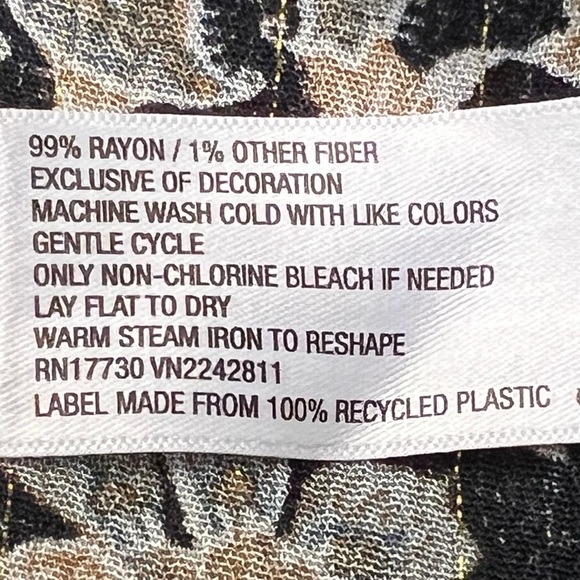 99% RAYON / 1% OTHER FIBER
EXCLUSIVE OF DECORATION
MACHINE WASH COLD WITH LIKE COLORS
GENTLE CYCLE
ONLY NON-CHLORINE BLEACH IF NEEDED
LAY FLAT TO DRY
WARM STEAM IRON TO RESHAPE
RN17730 VN2242811
LABEL MADE FROM 100% RECYCLED PLASTIC